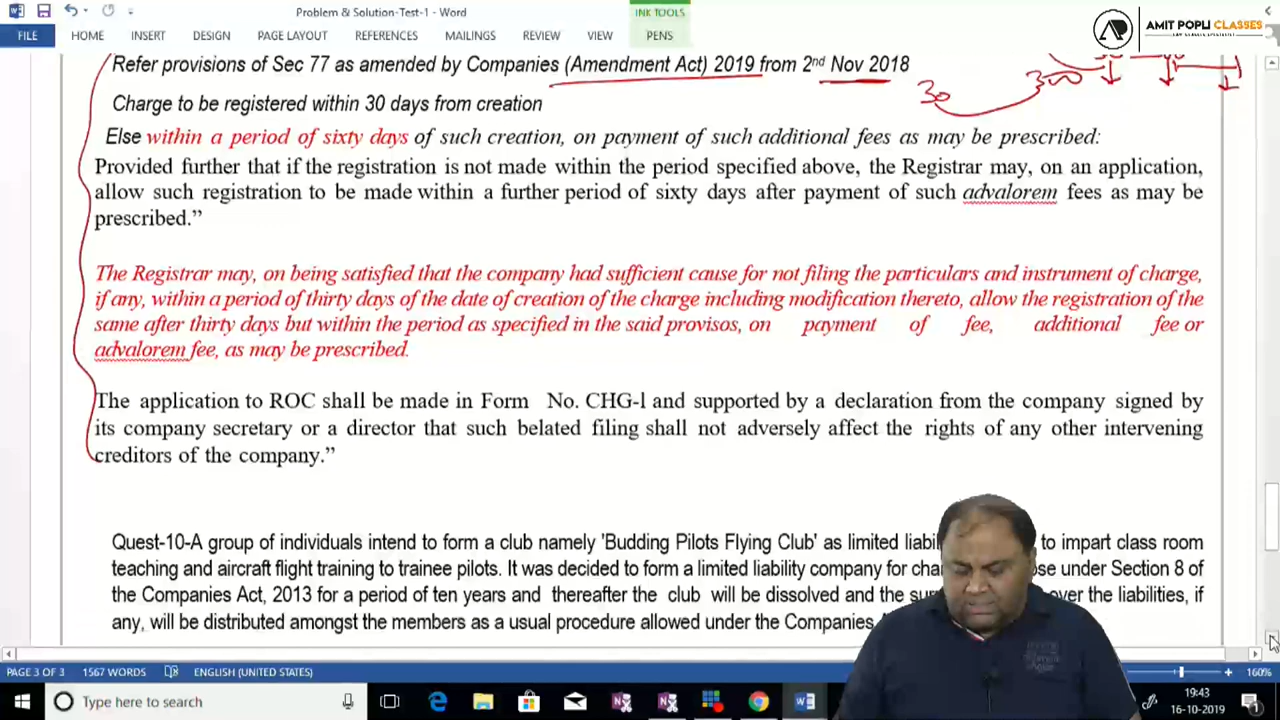 Problem & Solution-Test-1 - Word
INK TOOLS
FILE HOME INSERT DESIGN PAGE LAYOUT REFERENCES MAILINGS REVIEW VIEW PENS
AMIT POPLI CLASSES
Refer provisions of Sec 77 as amended by Companies (Amendment Act) 2019 from 2nd Nov 2018
30 300
Charge to be registered within 30 days from creation
Else within a period of sixty days of such creation, on payment of such additional fees as may be prescribed:
Provided further that if the registration is not made within the period specified above, the Registrar may, on an application,
allow such registration to be made within a further period of sixty days after payment of such advalorem fees as may be
prescribed.”
The Registrar may, on being satisfied that the company had sufficient cause for not filing the particulars and instrument of charge,
if any, within a period of thirty days of the date of creation of the charge including modification thereto, allow the registration of the
same after thirty days but within the period as specified in the said provisos, on payment of fee, additional fee or
advalorem fee, as may be prescribed.
The application to ROC shall be made in Form No. CHG-l and supported by a declaration from the company signed by
its company secretary or a director that such belated filing shall not adversely affect the rights of any other intervening
creditors of the company.”
Quest-10-A group of individuals intend to form a club namely 'Budding Pilots Flying Club' as limited to impart class room
teaching and aircraft flight training to trainee pilots. It was decided to form a limited liability company for under Section 8 of
the Companies Act, 2013 for a period of ten years and thereafter the club will be dissolved and the over the liabilities, if
any, will be distributed amongst the members as a usual procedure allowed under the Companies
PAGE 3 OF 3 1567 WORDS ENGLISH (UNITED STATES) 160%
Type here to search
19:43
16-10-2019